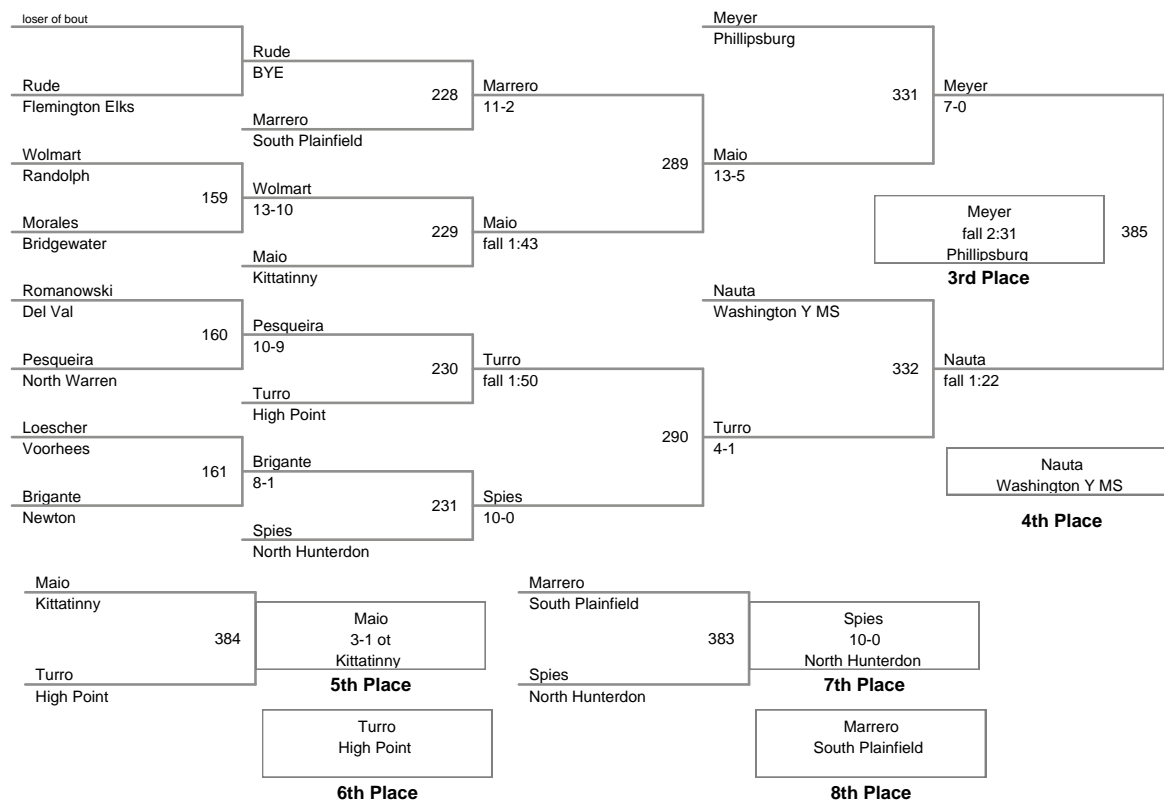 loser of bout
Rude
Flemington Elks
Wolmart
Randolph
159
Morales
Bridgewater
Romanowski
Del Val
160
Pesqueira
North Warren
Loescher
Voorhees
161
Brigante
Newton
Rude
BYE
228
Marrero
South Plainfield
Wolmart
13-10
229
Maio
Kittatinny
Pesqueira
10-9
230
Turro
High Point
Brigante
8-1
231
Spies
North Hunterdon
Marrero
11-2
289
Maio
fall 1:43
Turro
fall 1:50
290
Spies
10-0
Meyer
Phillipsburg
331
Maio
13-5
Nauta
Washington Y MS
332
Turro
4-1
Meyer
7-0
385
Nauta
fall 1:22
Meyer
fall 2:31
Phillipsburg
3rd Place
Nauta
Washington Y MS
4th Place
Maio
Kittatinny
384
Turro
High Point
Maio
3-1 ot
Kittatinny
5th Place
Turro
High Point
6th Place
Marrero
South Plainfield
383
Spies
North Hunterdon
Spies
10-0
North Hunterdon
7th Place
Marrero
South Plainfield
8th Place